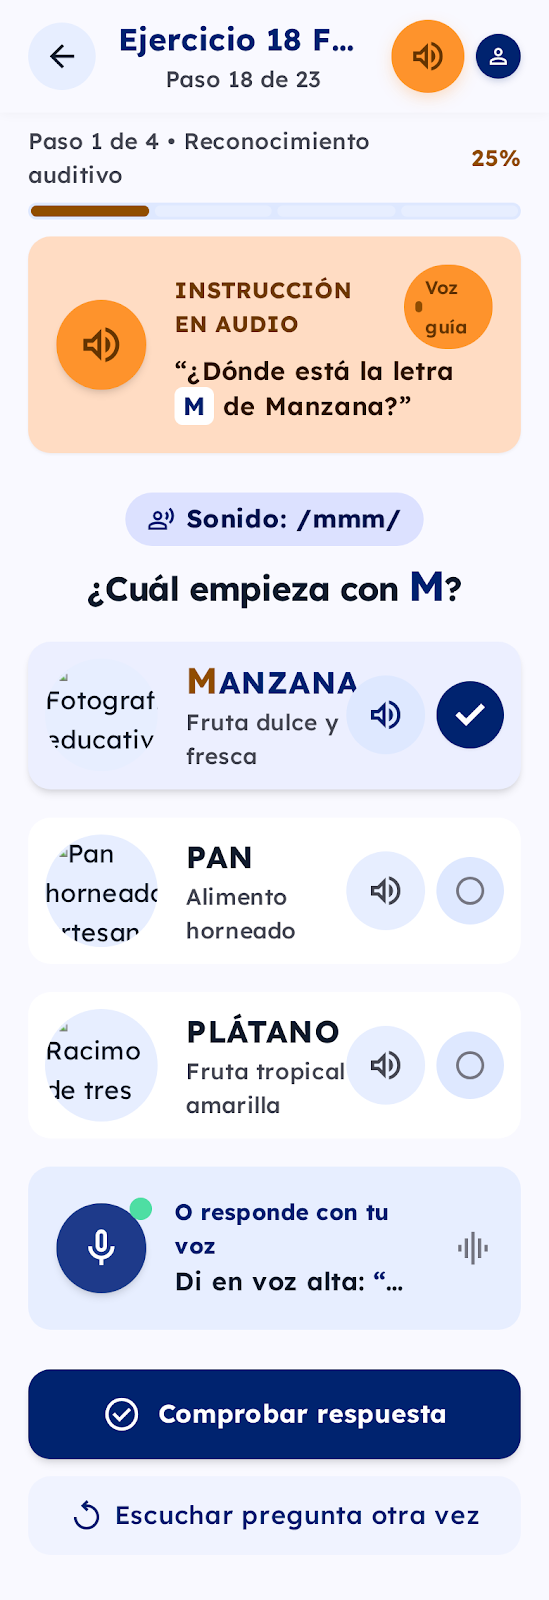 Ejercicio 18 F...
Paso 18 de 23
Paso 1 de 4 • Reconocimiento
auditivo
25%
INSTRUCCIÓN
EN AUDIO
Voz
guía
“¿Dónde está la letra
M de Manzana?”
Sonido: /mmm/
¿Cuál empieza con M?
Fotograf
educativ
MANZANA
Fruta dulce y
fresca
Pan
horneado
rtesan
PAN
Alimento
horneado
Racimo
de tres
PLÁTANO
Fruta tropical
amarilla
O responde con tu
voz
Di en voz alta: “...
Comprobar respuesta
Escuchar pregunta otra vez